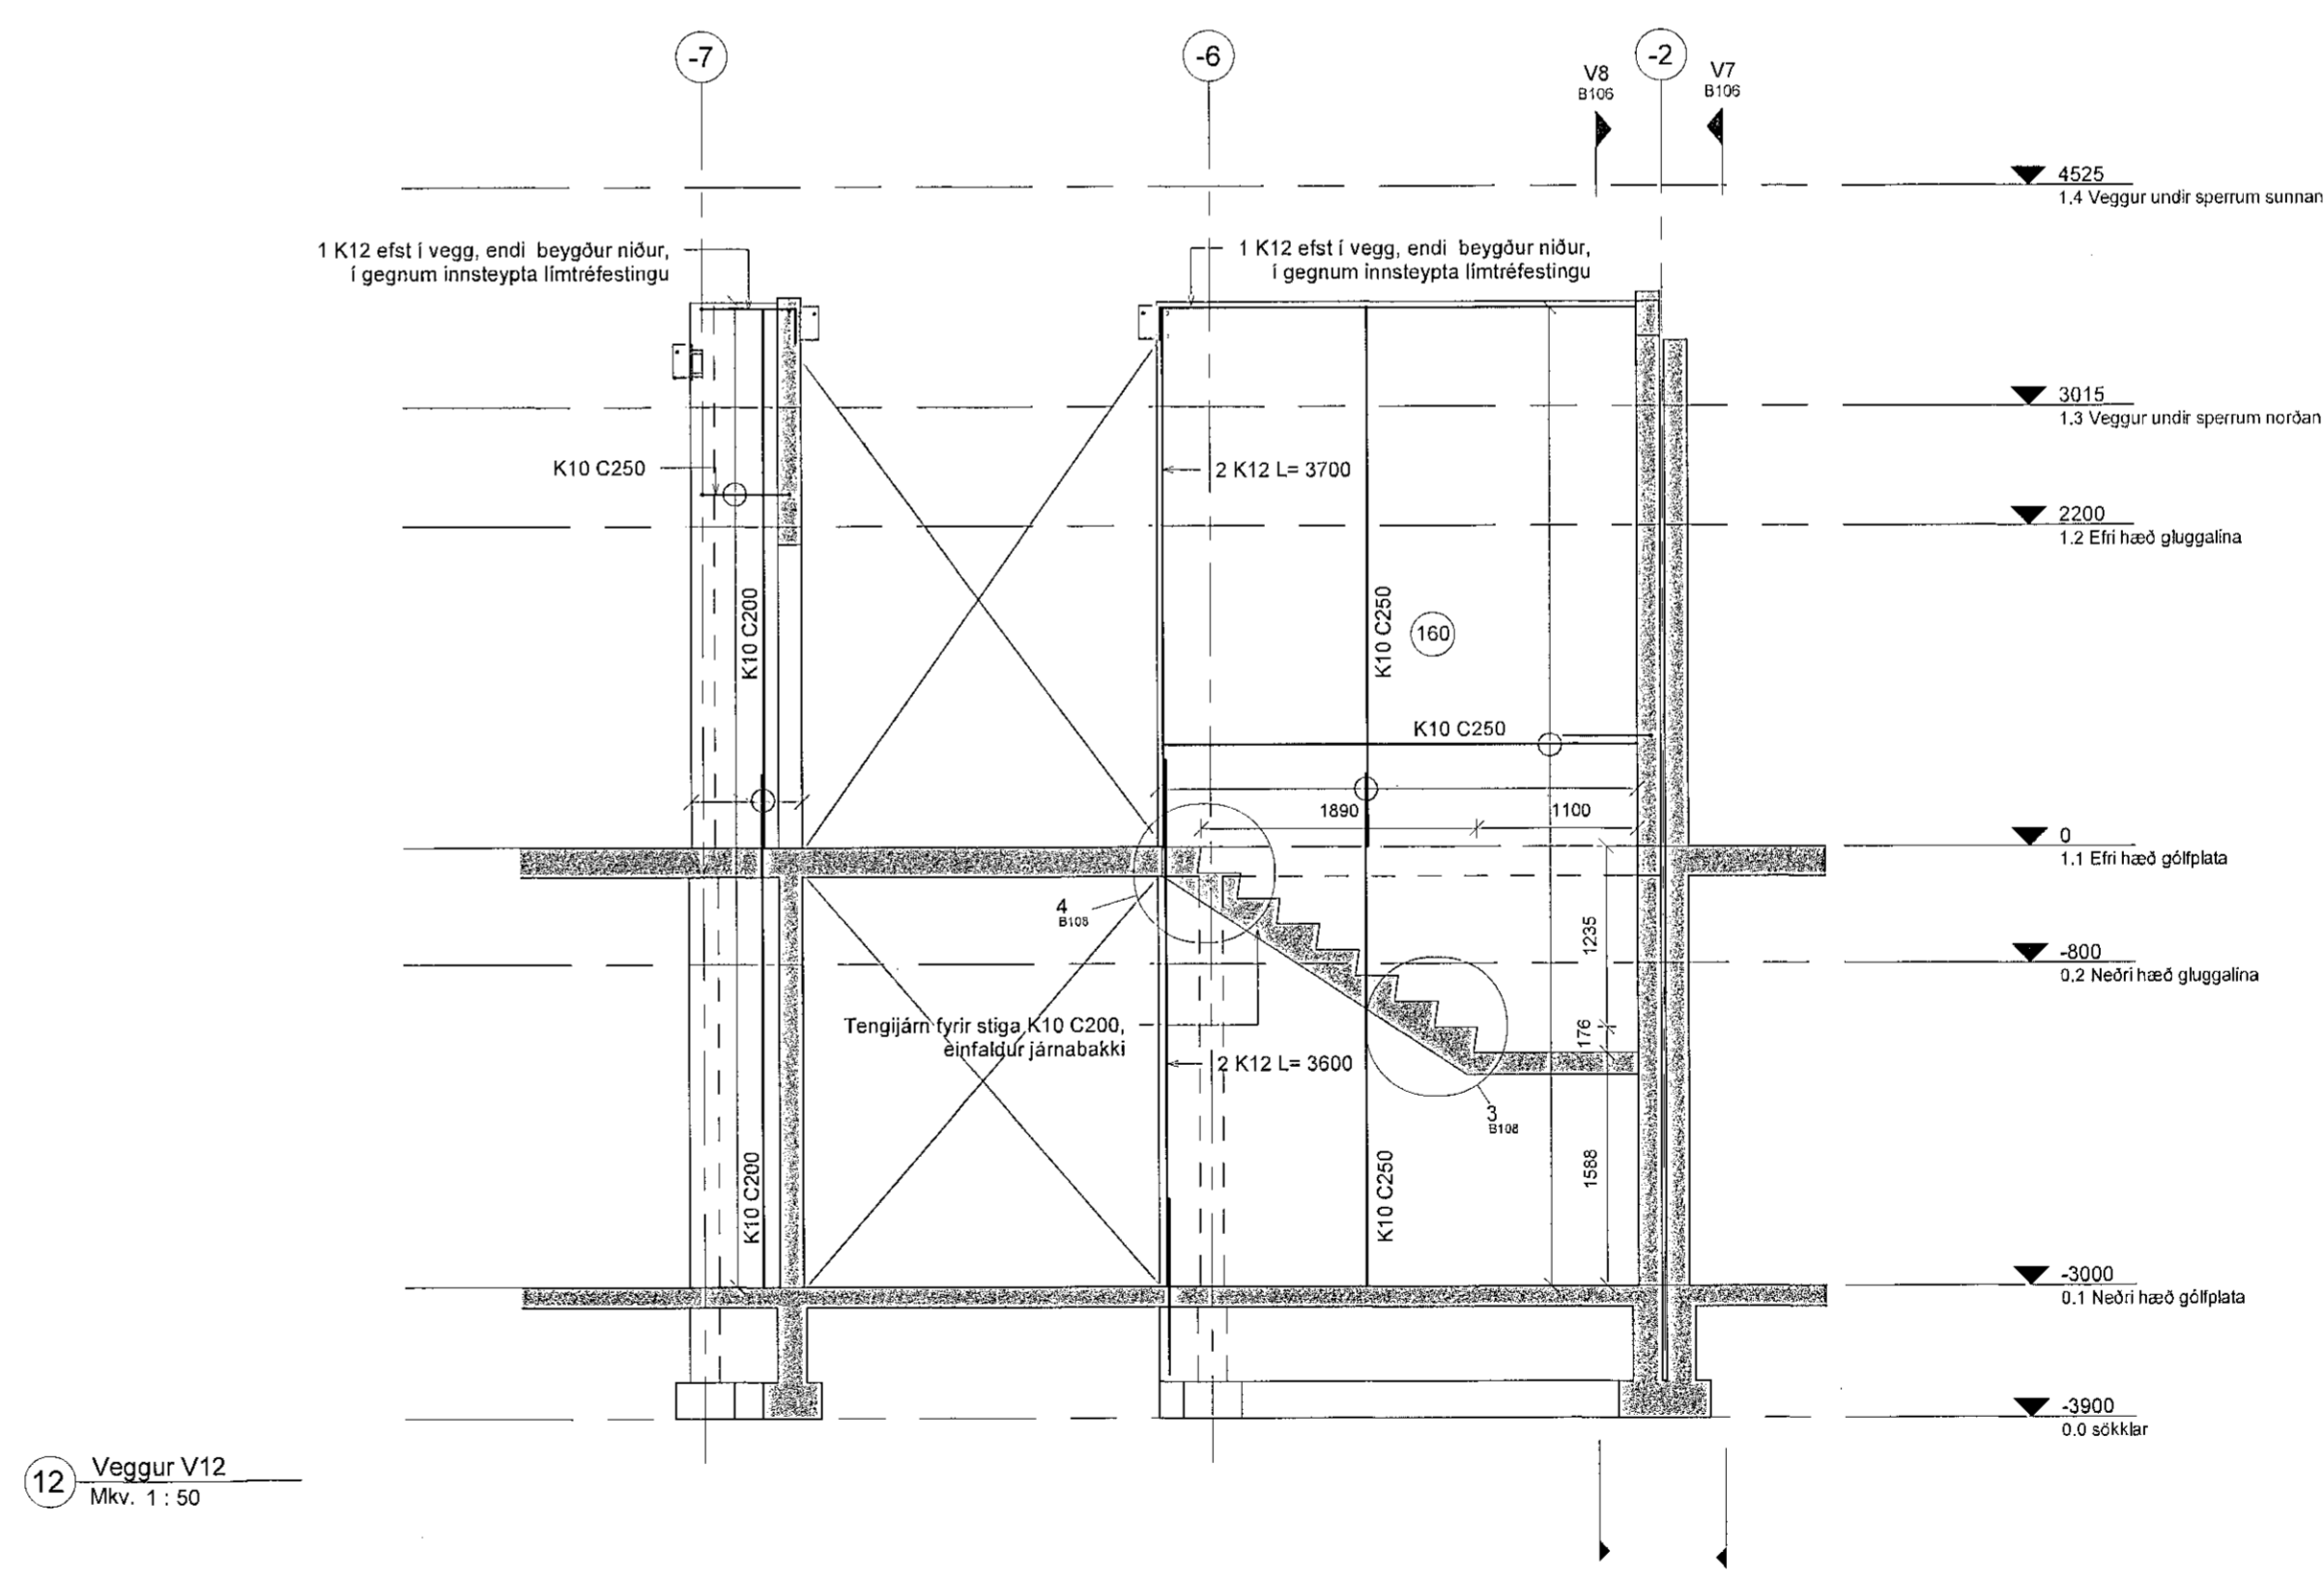 -7
-6
-2
V8
B106
V7
B106
4525
1.4 Veggur undir sperrum sunnan
1 K12 efst í vegg, endi beygður niður,
í gegnum innsteypta límtréfestingu
1 K12 efst í vegg, endi beygður niður,
í gegnum innsteypta límtréfestingu
3015
1.3 Veggur undir sperrum norðan
K10 C250
2 K12 L= 3700
2200
1.2 Efri hæð gluggalína
K10 C200
K10 C250
160
K10 C250
1890
1100
0
1.1 Efri hæð gólfplata
4
B108
1235
-800
0.2 Neðri hæð gluggalína
Tengijárn fyrir stiga K10 C200,
einfaldur járnabakki
176
2 K12 L= 3600
3
B108
K10 C200
K10 C250
1588
-3000
0.1 Neðri hæð gólfplata
-3900
0.0 sökklar
12
Veggur V12
Mkv. 1 : 50